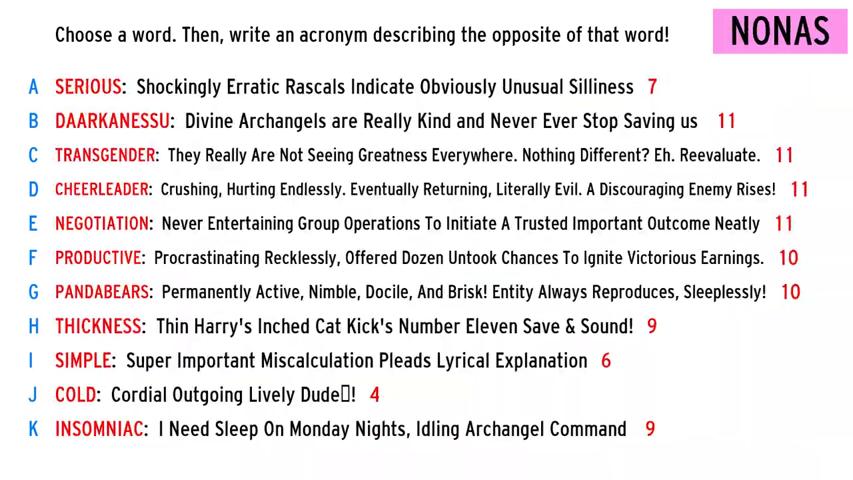 Choose a word. Then, write an acronym describing the opposite of that word!
NONAS
A SERIOUS: Shockingly Erratic Rascals Indicate Obviously Unusual Silliness 7
B DAARKANESSU: Divine Archangels are Really Kind and Never Ever Stop Saving us 11
C TRANSGENDER: They Really Are Not Seeing Greatness Everywhere. Nothing Different? Eh. Reevaluate. 11
D CHEERLEADER: Crushing, Hurting Endlessly. Eventually Returning, Literally Evil. A Discouraging Enemy Rises! 11
E NEGOTIATION: Never Entertaining Group Operations To Initiate A Trusted Important Outcome Neatly 11
F PRODUCTIVE: Procrastinating Recklessly, Offered Dozen Untook Chances To Ignite Victorious Earnings. 10
G PANDABEARS: Permanently Active, Nimble, Docile, And Brisk! Entity Always Reproduces, Sleeplessly! 10
H THICKNESS: Thin Harry's Inched Cat Kick's Number Eleven Save & Sound! 9
I SIMPLE: Super Important Miscalculation Pleads Lyrical Explanation 6
J COLD: Cordial Outgoing Lively Dude▯! 4
K INSOMNIAC: I Need Sleep On Monday Nights, Idling Archangel Command 9